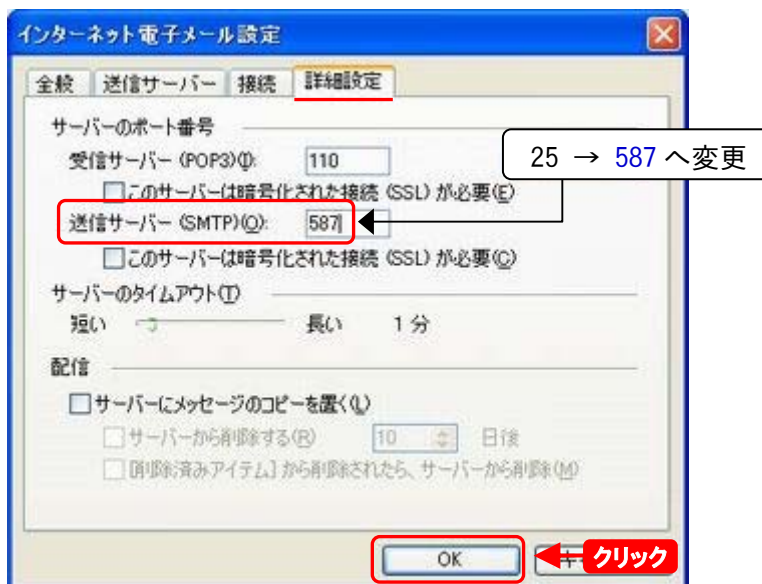 インターネット電子メール設定
全般 送信サーバー 接続 詳細設定
サーバーのポート番号
受信サーバー (POP3)(I): 110
25 → 587 へ変更
このサーバーは暗号化された接続 (SSL) が必要(E)
送信サーバー (SMTP)(O): 587
このサーバーは暗号化された接続 (SSL) が必要(C)
サーバーのタイムアウト(T)
短い 長い 1 分
配信
サーバーにメッセージのコピーを置く(L)
サーバーから削除する(R) 10 日後
[削除済みアイテム] から削除されたら、サーバーから削除(M)
OK クリック